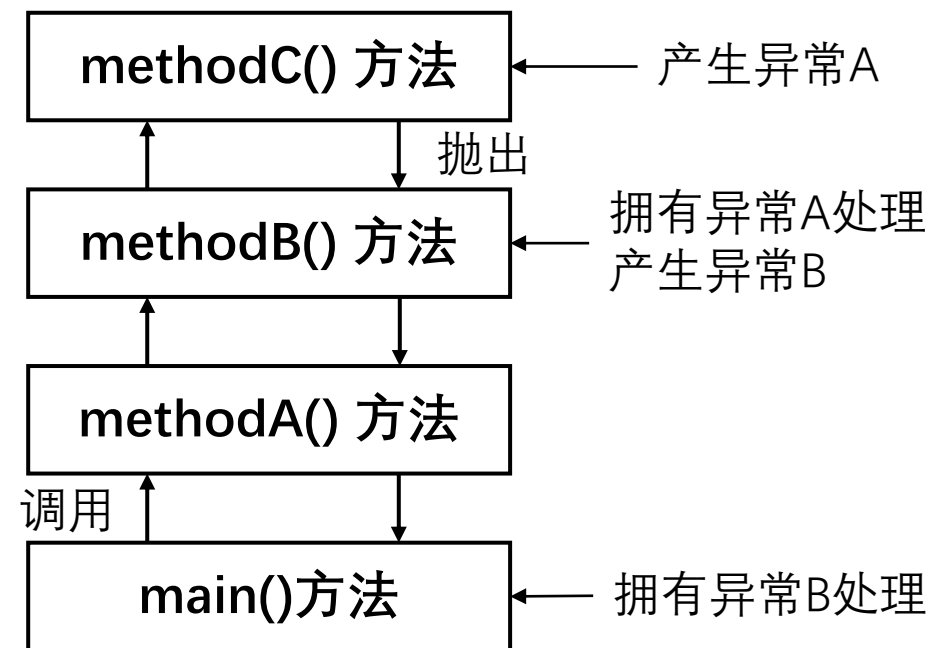 methodC() 方法
产生异常A
抛出
methodB() 方法
拥有异常A处理
产生异常B
methodA() 方法
调用
main()方法
拥有异常B处理